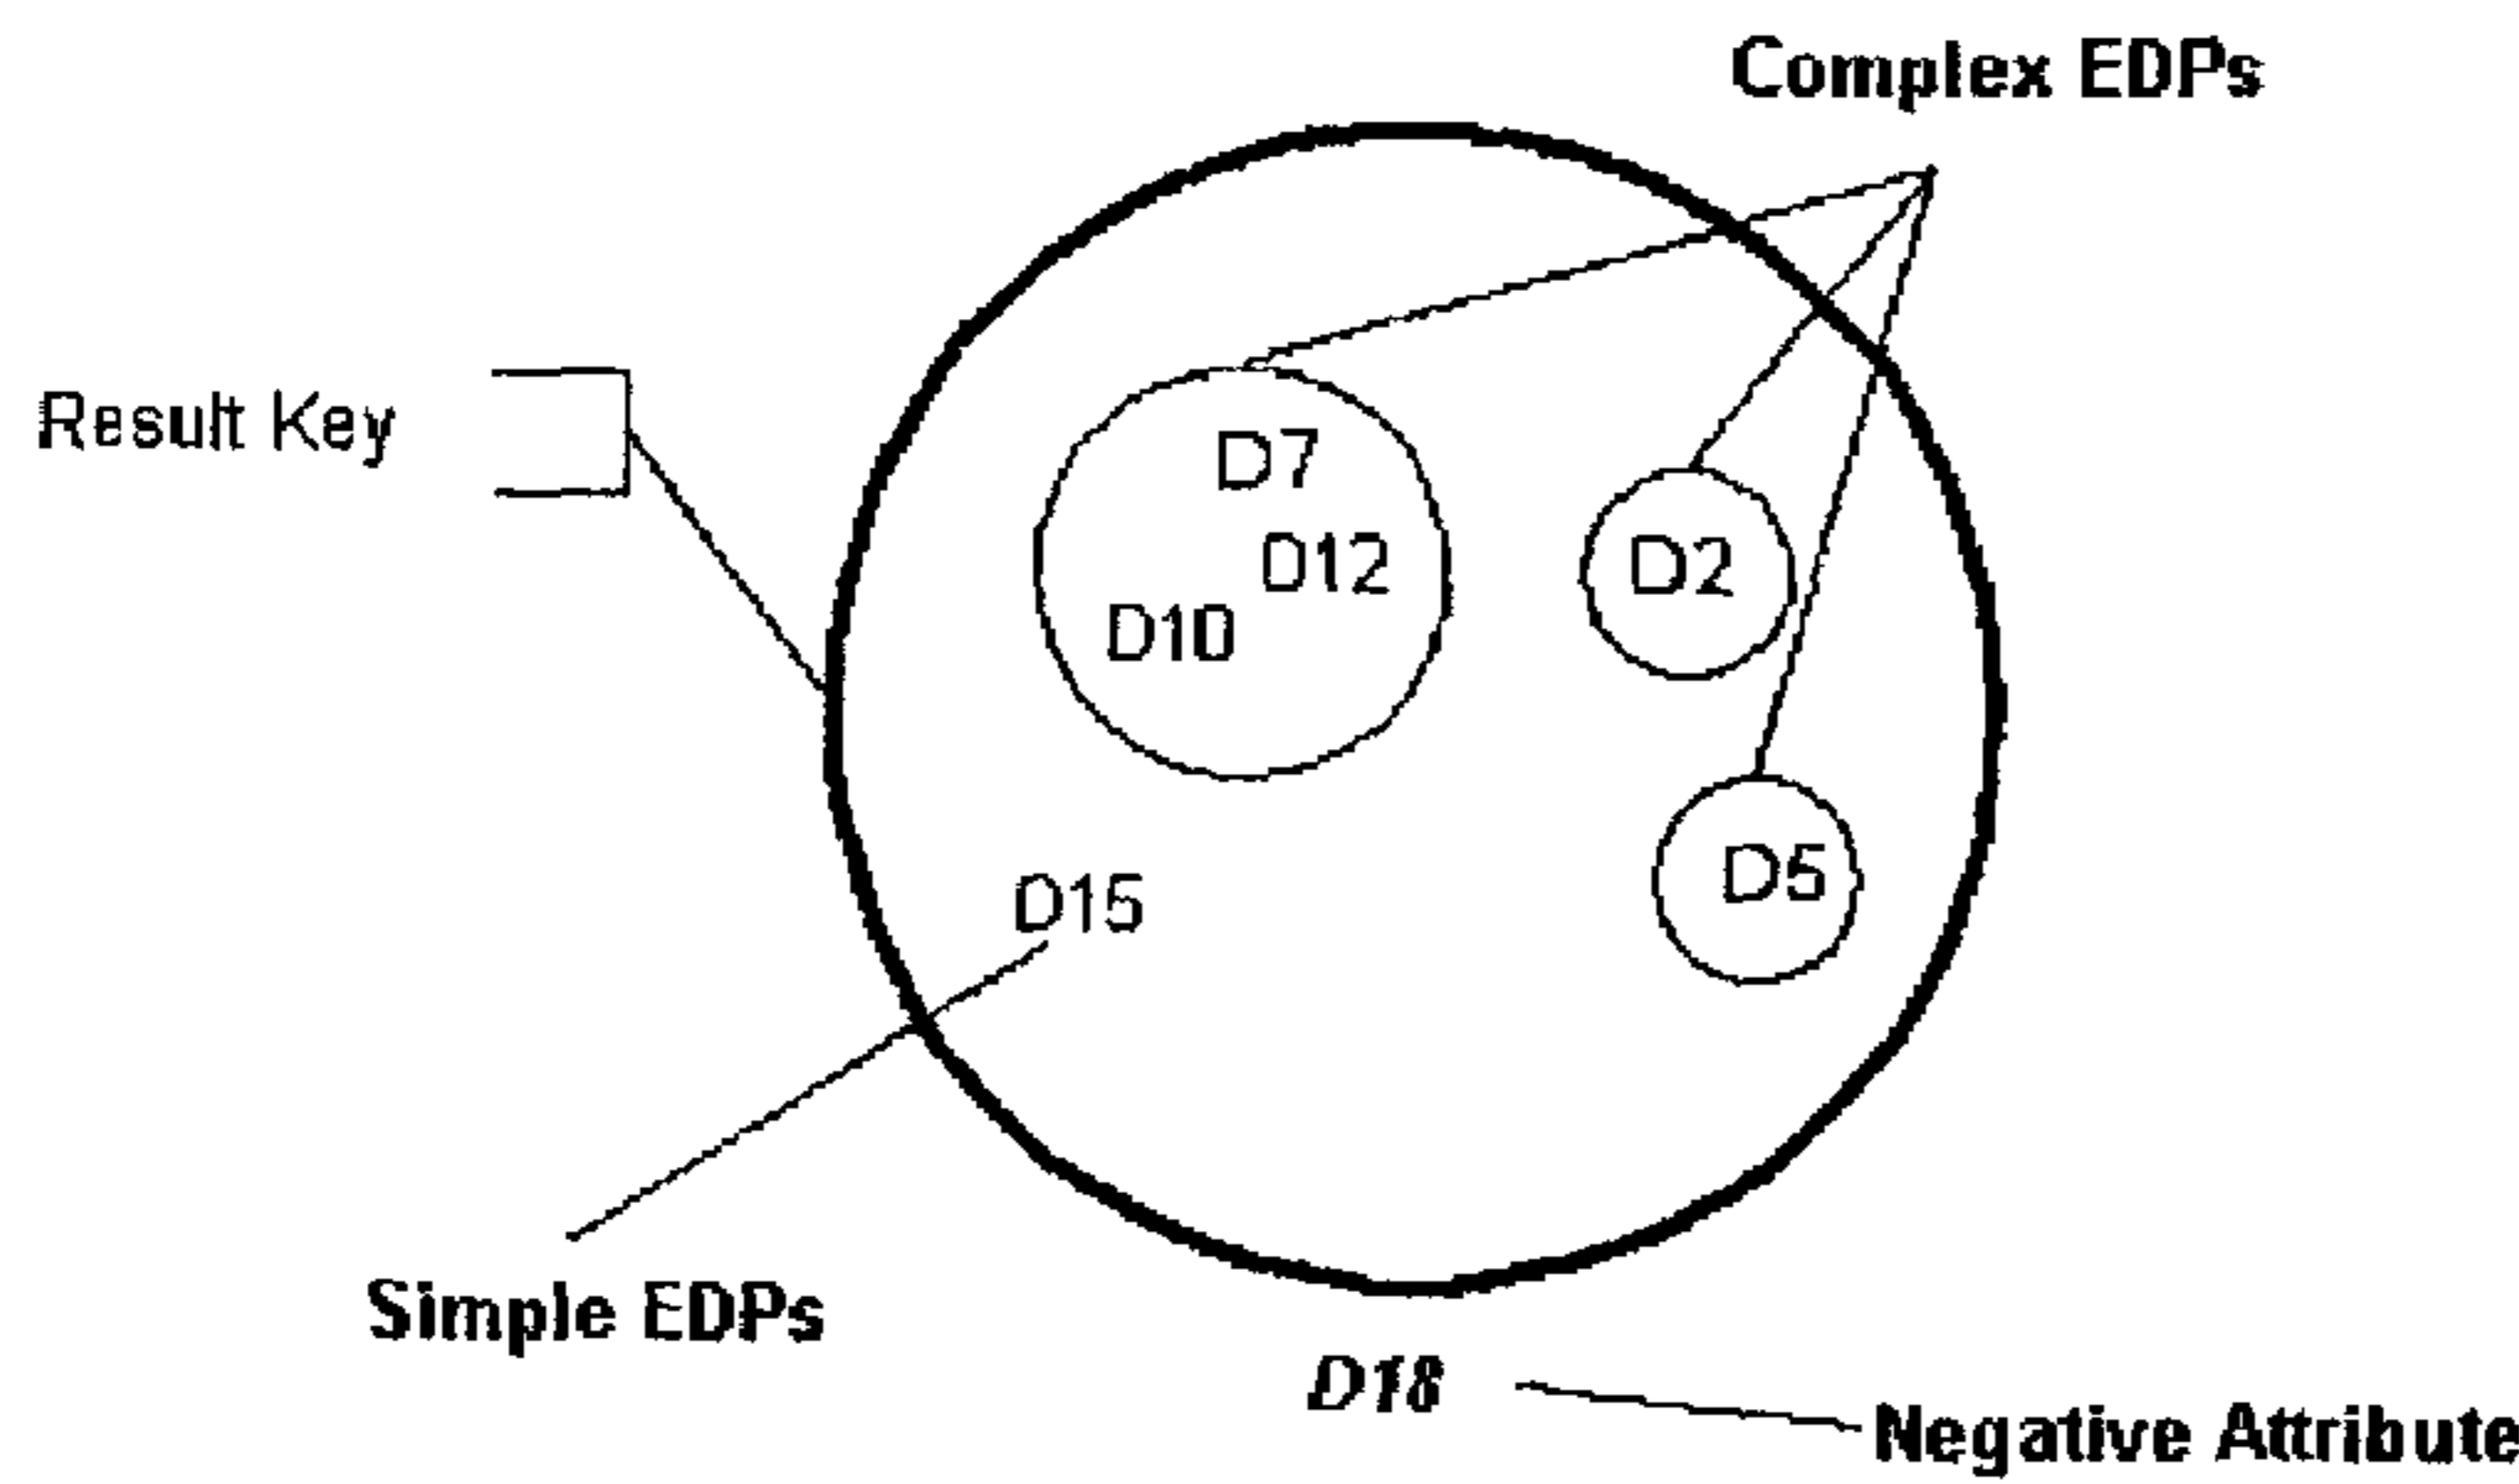 Complex EDPs
Result Key
D7
D12
D2
D10
D5
D15
Simple EDPs
D18
Negative Attribute